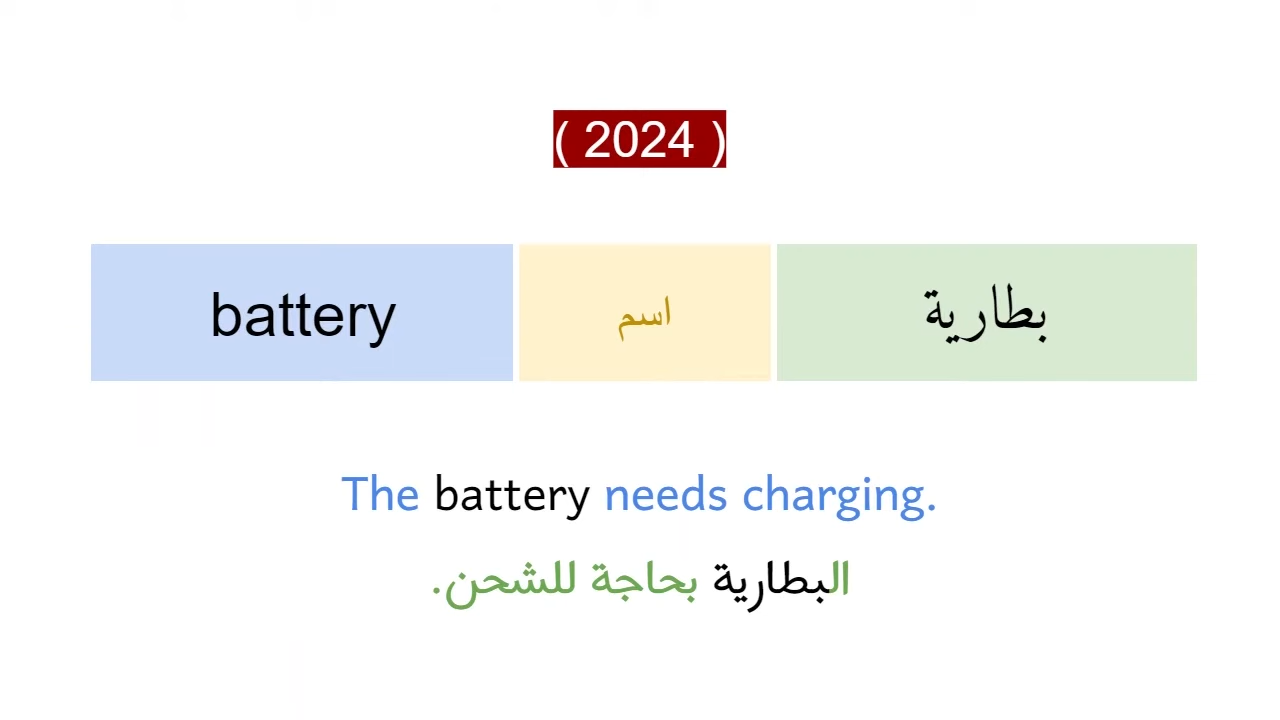 ( 2024 )
battery اسم بطارية
The battery needs charging.
البطارية بحاجة للشحن.